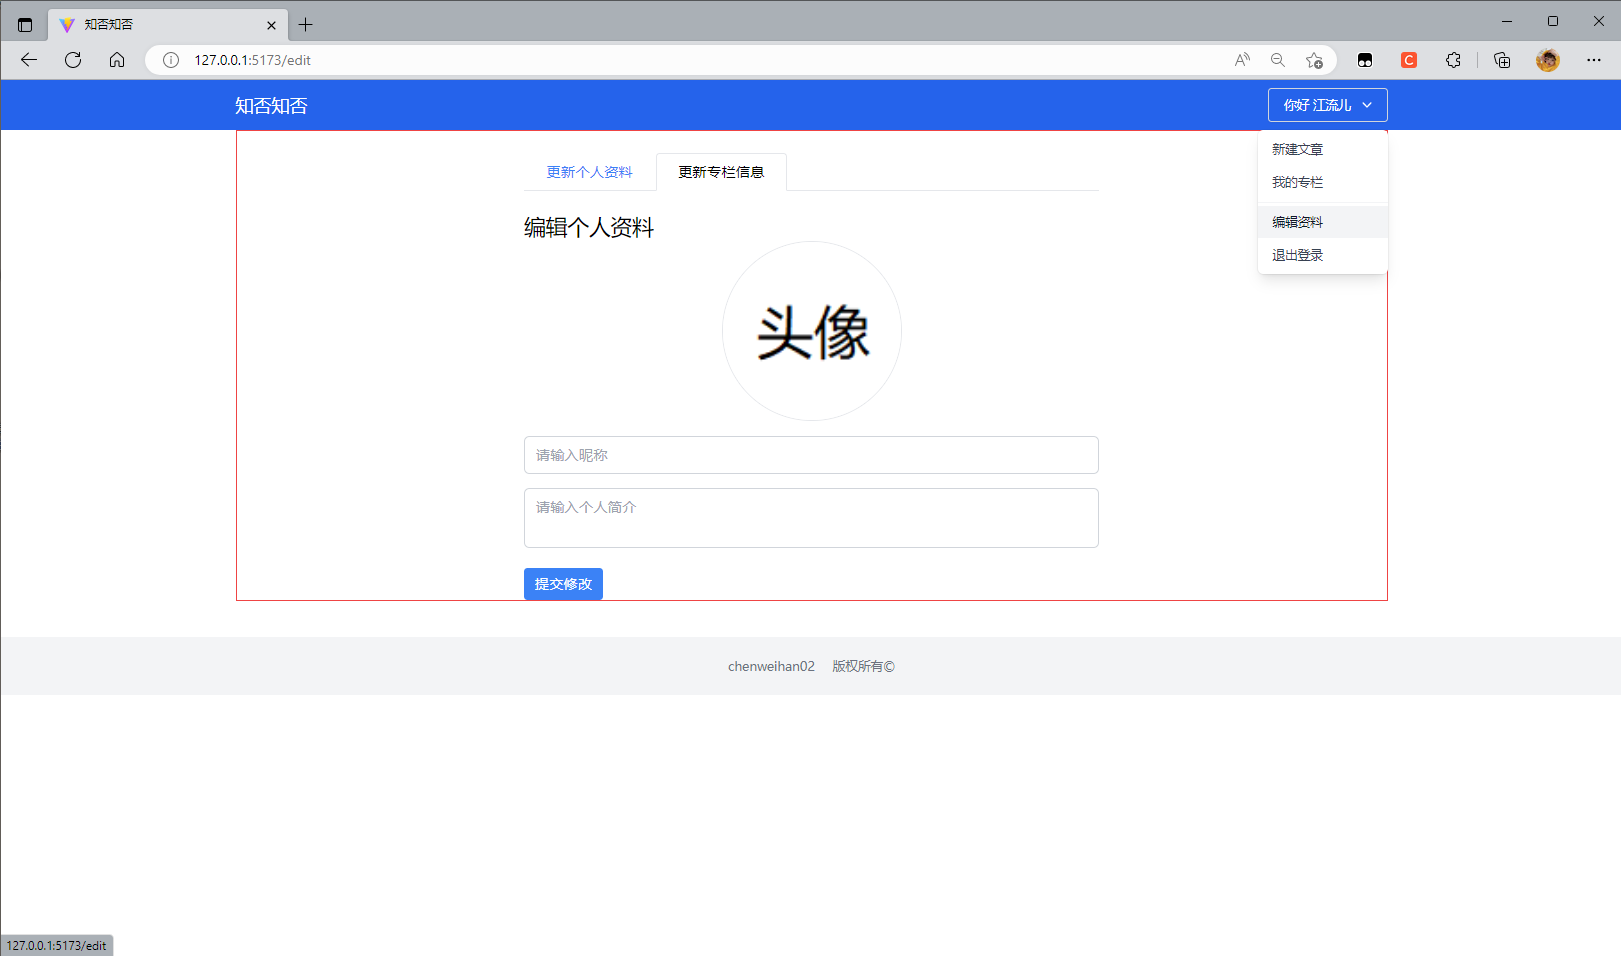 知否知否
127.0.0.1:5173/edit
知否知否
你好 江流儿
新建文章
我的专栏
编辑资料
退出登录
更新个人资料
更新专栏信息
编辑个人资料
头像
请输入昵称
请输入个人简介
提交修改
chenweihan02 版权所有©
127.0.0.1:5173/edit